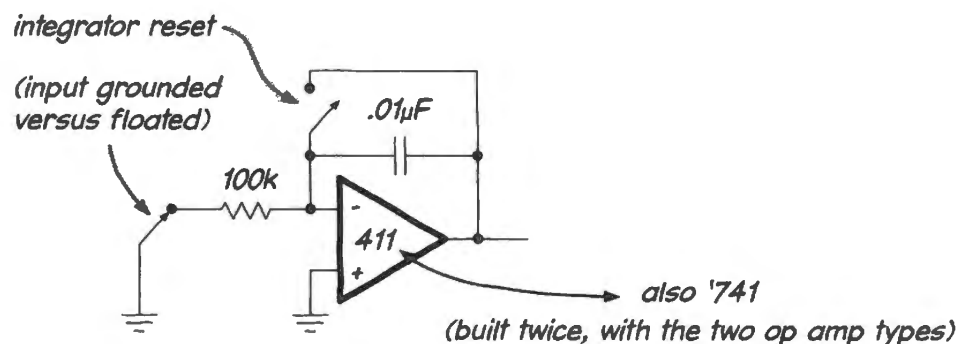 integrator reset
(input grounded
versus floated)
.01µF
100k
-
411
+
also '741
(built twice, with the two op amp types)